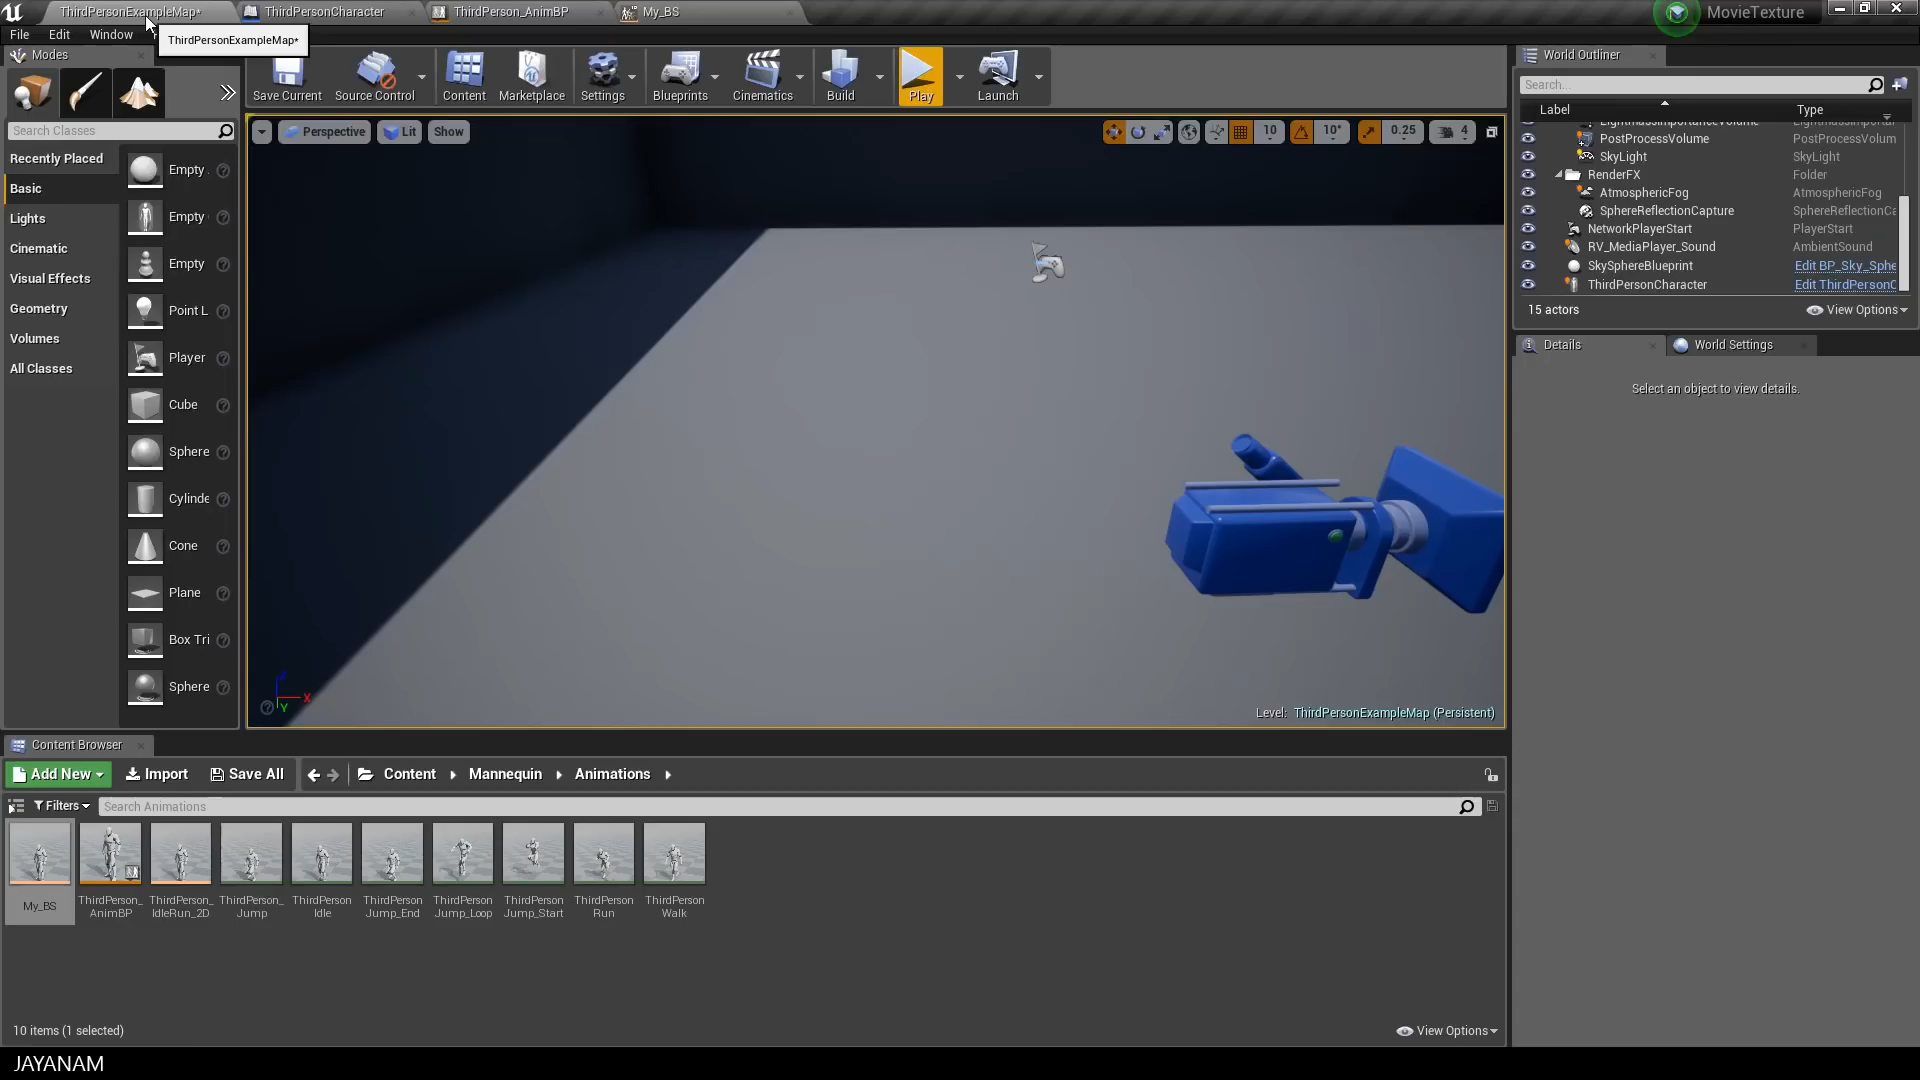 ThirdPersonExampleMap*
ThirdPersonCharacter
ThirdPerson_AnimBP
My_BS
MovieTexture
File
Edit
Window
ThirdPersonExampleMap*
Modes
Save Current
Source Control
Content
Marketplace
Settings
Blueprints
Cinematics
Build
Play
Launch
World Outliner
Search...
Label
Type
Search Classes
Recently Placed
Basic
Lights
Cinematic
Visual Effects
Geometry
Volumes
All Classes
Empty
Empty
Empty
Point L
Player
Cube
Sphere
Cylinde
Cone
Plane
Box Tri
Sphere
Perspective
Lit
Show
10
10°
0.25
4
X
Y
Level: ThirdPersonExampleMap (Persistent)
PostProcessVolume
PostProcessVolum
SkyLight
SkyLight
RenderFX
Folder
AtmosphericFog
AtmosphericFog
SphereReflectionCapture
SphereReflectionCa
NetworkPlayerStart
PlayerStart
RV_MediaPlayer_Sound
AmbientSound
SkySphereBlueprint
Edit BP_Sky_Sphe
ThirdPersonCharacter
Edit ThirdPersonC
15 actors
View Options
Details
World Settings
Select an object to view details.
Content Browser
Add New
Import
Save All
Content
Mannequin
Animations
Filters
Search Animations
My_BS
ThirdPerson_
AnimBP
ThirdPerson_
IdleRun_2D
ThirdPerson_
Jump
ThirdPerson
Idle
ThirdPerson
Jump_End
ThirdPerson
Jump_Loop
ThirdPerson
Jump_Start
ThirdPerson
Run
ThirdPerson
Walk
10 items (1 selected)
View Options
JAYANAM